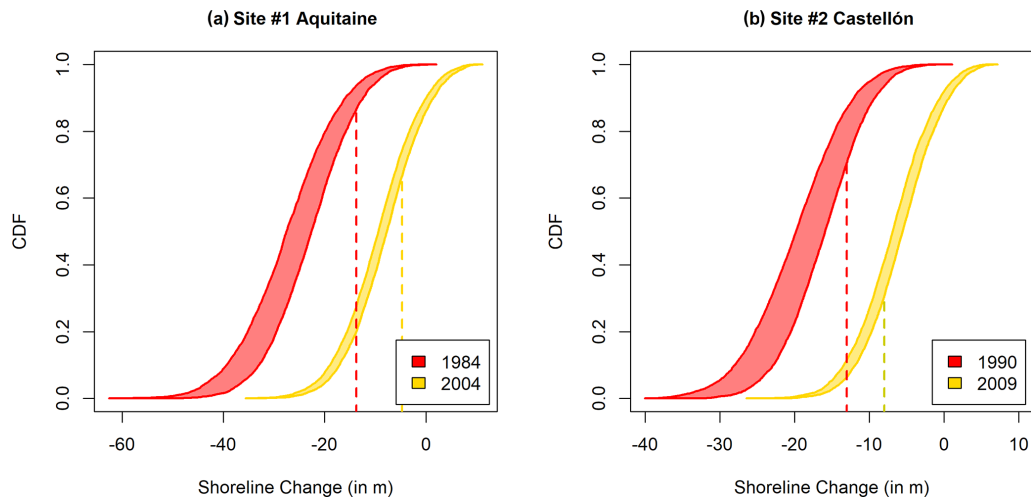 (a) Site #1 Aquitaine
CDF
1.0
0.8
0.6
0.4
0.2
0.0
-60 -40 -20 0
Shoreline Change (in m)
1984
2004
(b) Site #2 Castellón
CDF
1.0
0.8
0.6
0.4
0.2
0.0
-40 -30 -20 -10 0 10
Shoreline Change (in m)
1990
2009